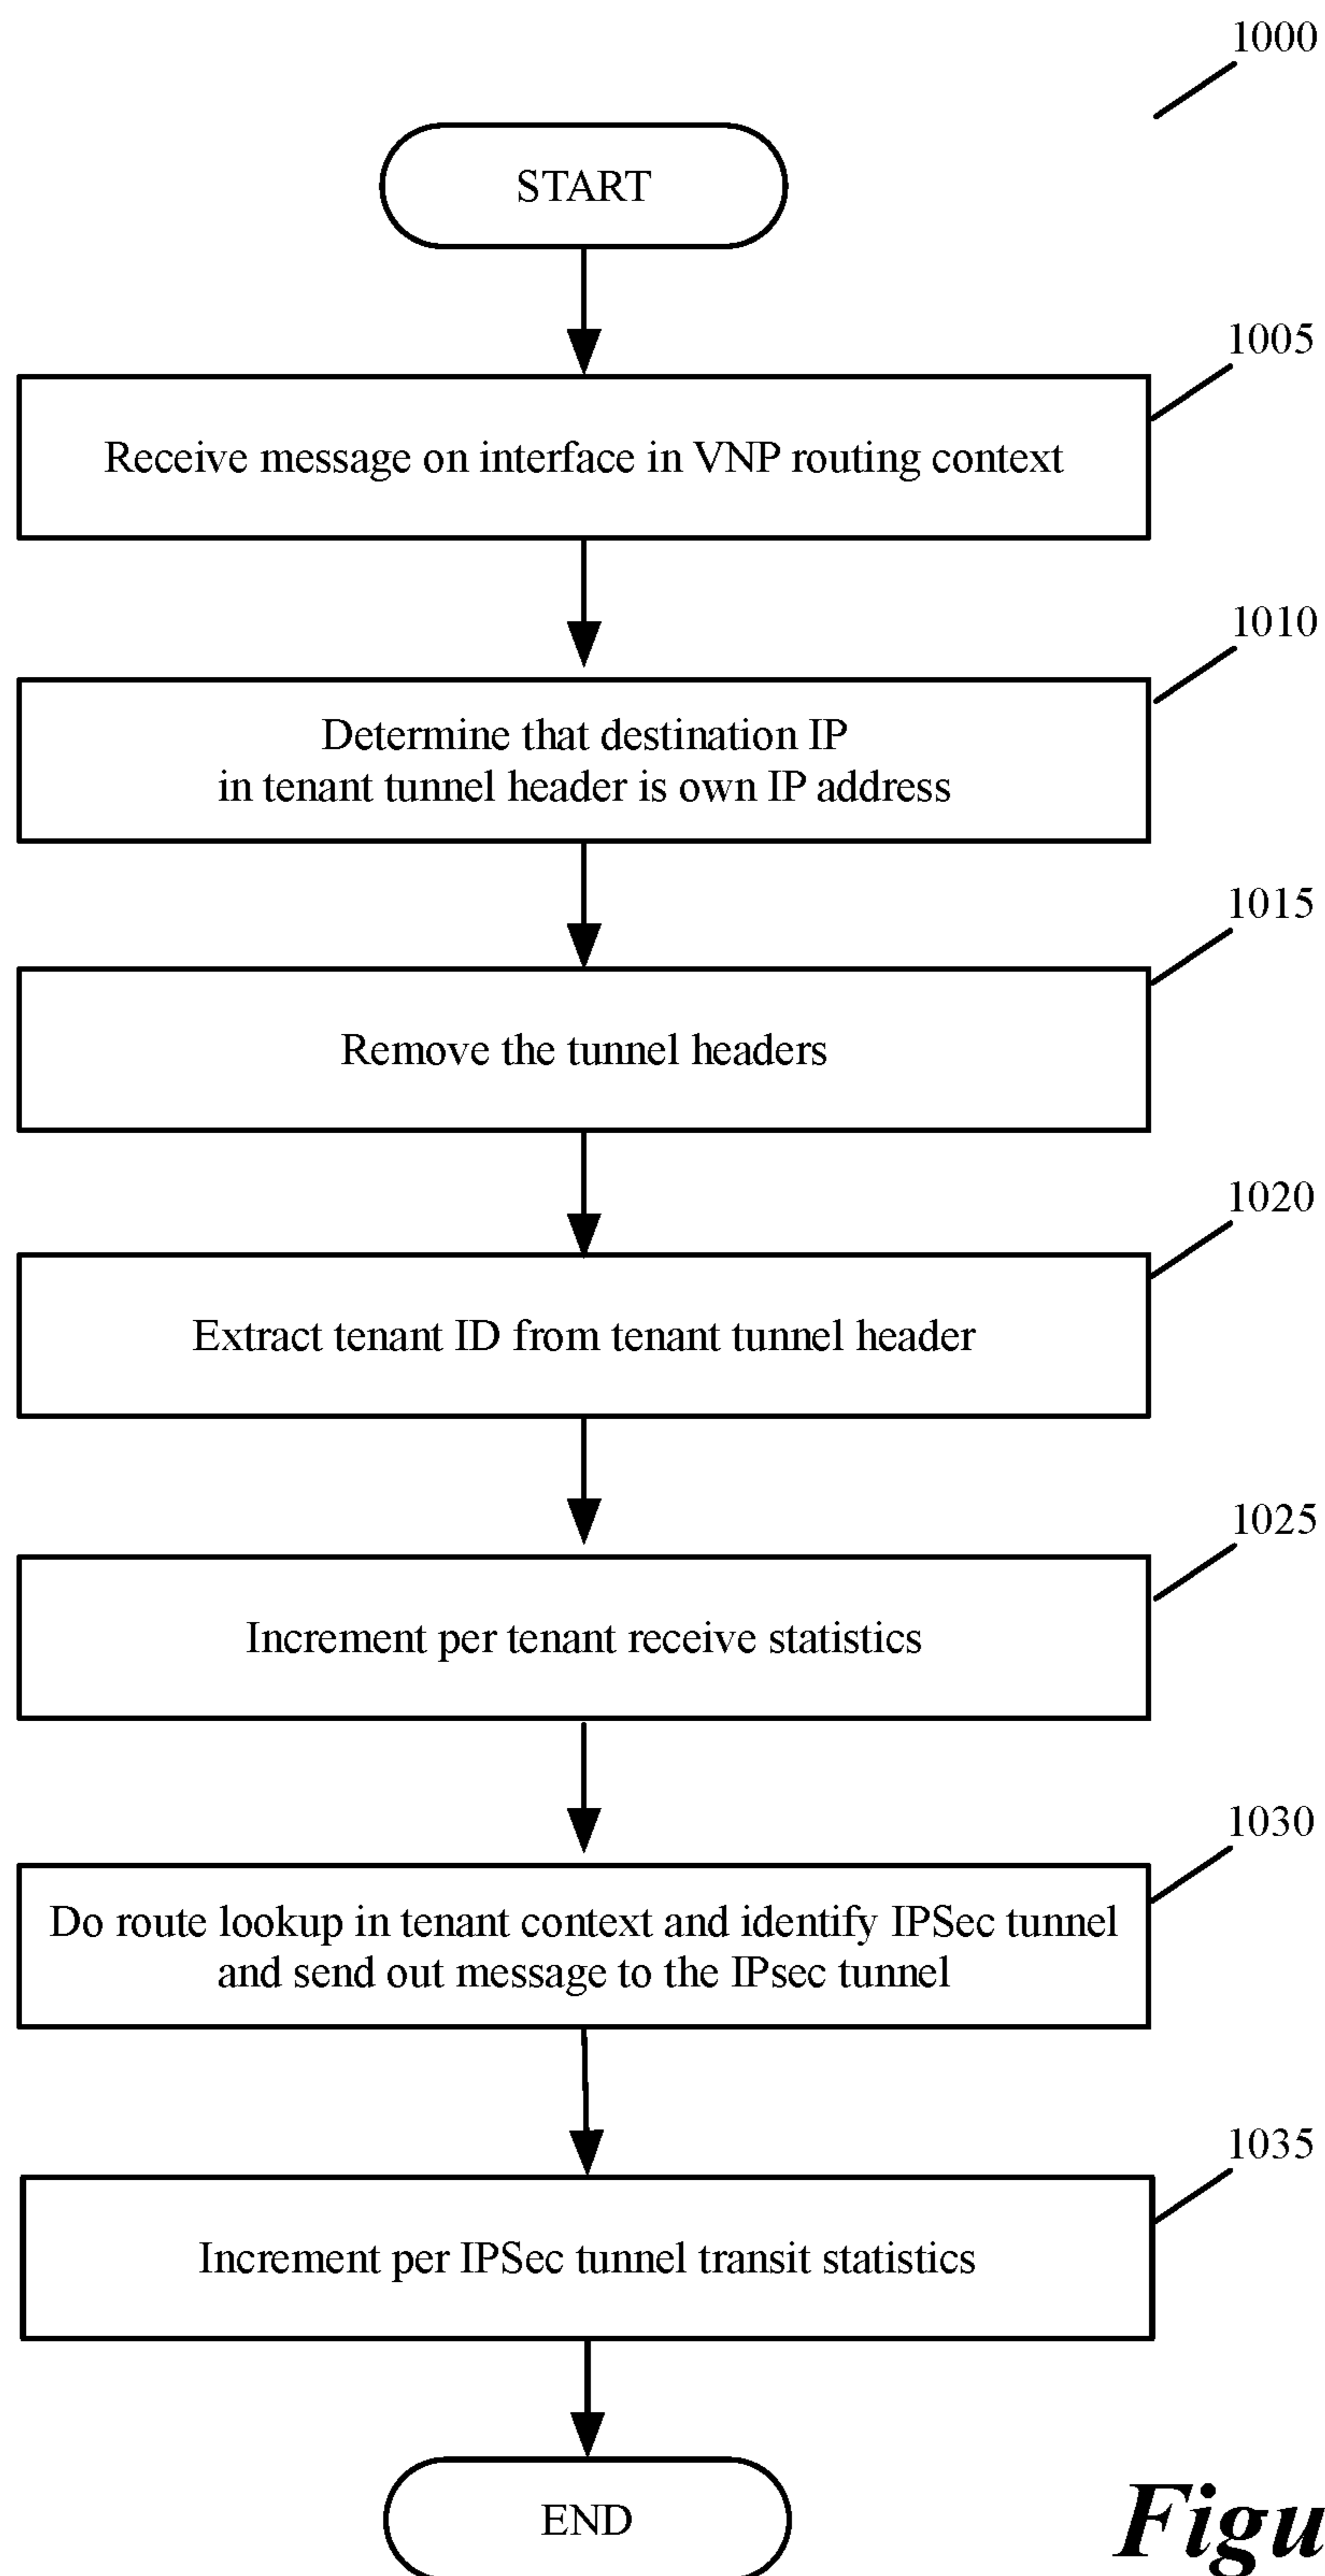 1000
START
1005
Receive message on interface in VNP routing context
1010
Determine that destination IP
in tenant tunnel header is own IP address
1015
Remove the tunnel headers
1020
Extract tenant ID from tenant tunnel header
1025
Increment per tenant receive statistics
1030
Do route lookup in tenant context and identify IPSec tunnel
and send out message to the IPsec tunnel
1035
Increment per IPSec tunnel transit statistics
END
Figu